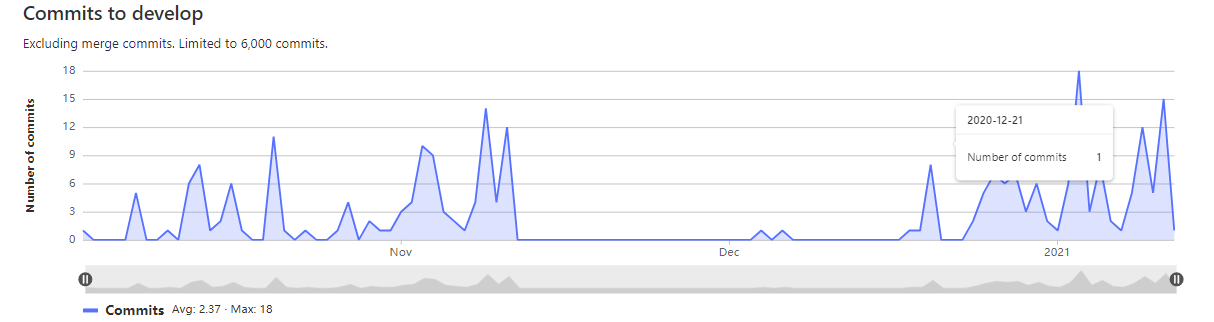 Commits to develop
Excluding merge commits. Limited to 6,000 commits.
18
15
12
9
6
3
0
Number of commits
2020-12-21
Number of commits 1
Nov
Dec
2021
Commits Avg: 2.37 · Max: 18